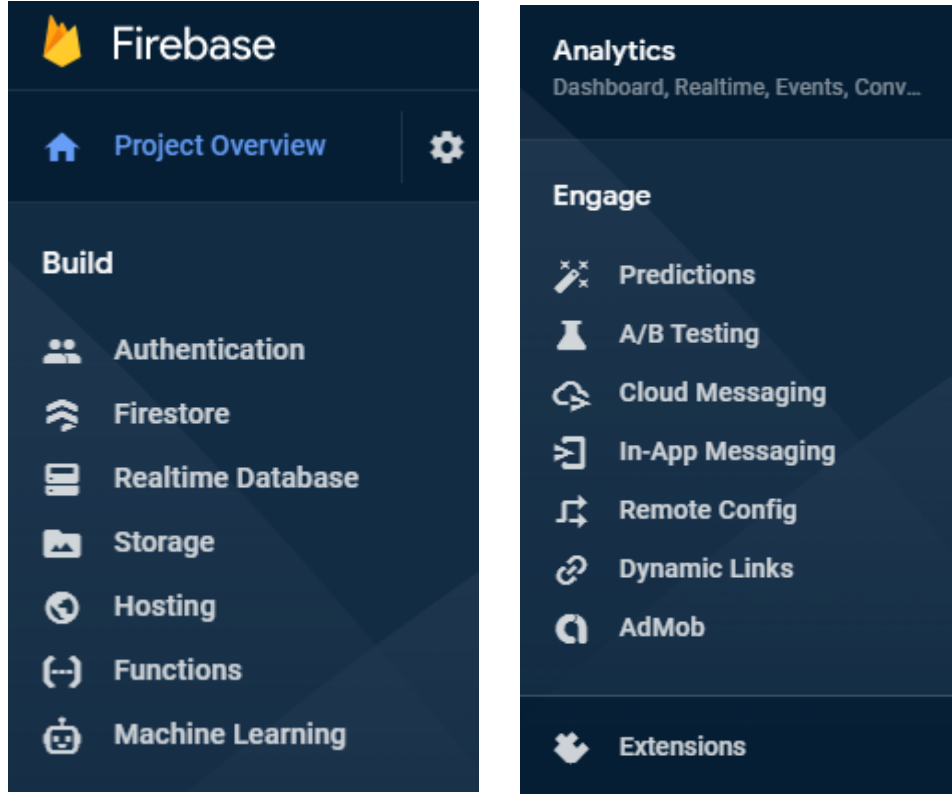 Firebase
Project Overview
Build
Authentication
Firestore
Realtime Database
Storage
Hosting
Functions
Machine Learning
Analytics
Dashboard, Realtime, Events, Conv...
Engage
Predictions
A/B Testing
Cloud Messaging
In-App Messaging
Remote Config
Dynamic Links
AdMob
Extensions